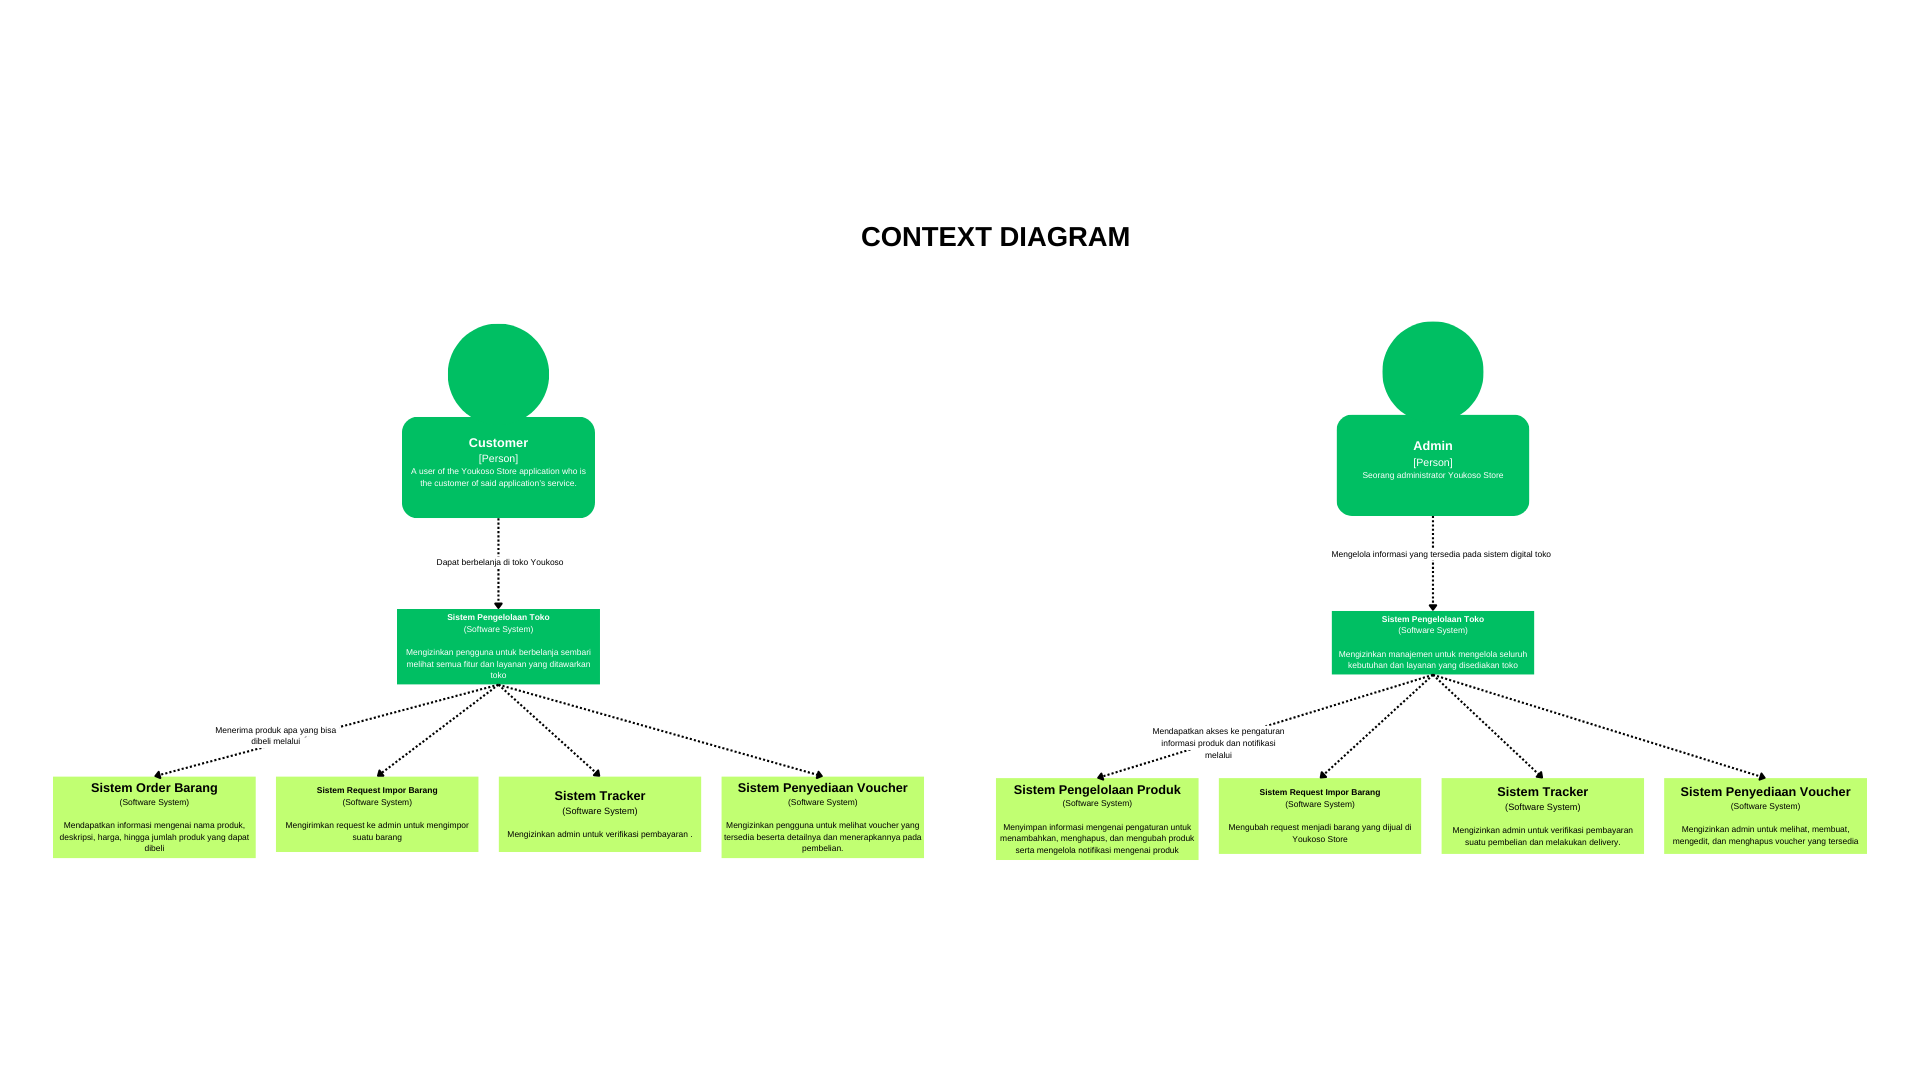 CONTEXT DIAGRAM
Customer
[Person]
A user of the Youkoso Store application who is
the customer of said application's service.
Dapat berbelanja di toko Youkoso
Sistem Pengelolaan Toko
(Software System)
Mengizinkan pengguna untuk berbelanja sembari
melihat semua fitur dan layanan yang ditawarkan
toko
Menerima produk apa yang bisa
dibeli melalui
Sistem Order Barang
(Software System)
Mendapatkan informasi mengenai nama produk,
deskripsi, harga, hingga jumlah produk yang dapat
dibeli
Sistem Request Impor Barang
(Software System)
Mengirimkan request ke admin untuk mengimpor
suatu barang
Sistem Tracker
(Software System)
Mengizinkan admin untuk verifikasi pembayaran .
Sistem Penyediaan Voucher
(Software System)
Mengizinkan pengguna untuk melihat voucher yang
tersedia beserta detailnya dan menerapkannya pada
pembelian.
Admin
[Person]
Seorang administrator Youkoso Store
Mengelola informasi yang tersedia pada sistem digital toko
Sistem Pengelolaan Toko
(Software System)
Mengizinkan manajemen untuk mengelola seluruh
kebutuhan dan layanan yang disediakan toko
Mendapatkan akses ke pengaturan
informasi produk dan notifikasi
melalui
Sistem Pengelolaan Produk
(Software System)
Menyimpan informasi mengenai pengaturan untuk
menambahkan, menghapus, dan mengubah produk
serta mengelola notifikasi mengenai produk
Sistem Request Impor Barang
(Software System)
Mengubah request menjadi barang yang dijual di
Youkoso Store
Sistem Tracker
(Software System)
Mengizinkan admin untuk verifikasi pembayaran
suatu pembelian dan melakukan delivery.
Sistem Penyediaan Voucher
(Software System)
Mengizinkan admin untuk melihat, membuat,
mengedit, dan menghapus voucher yang tersedia